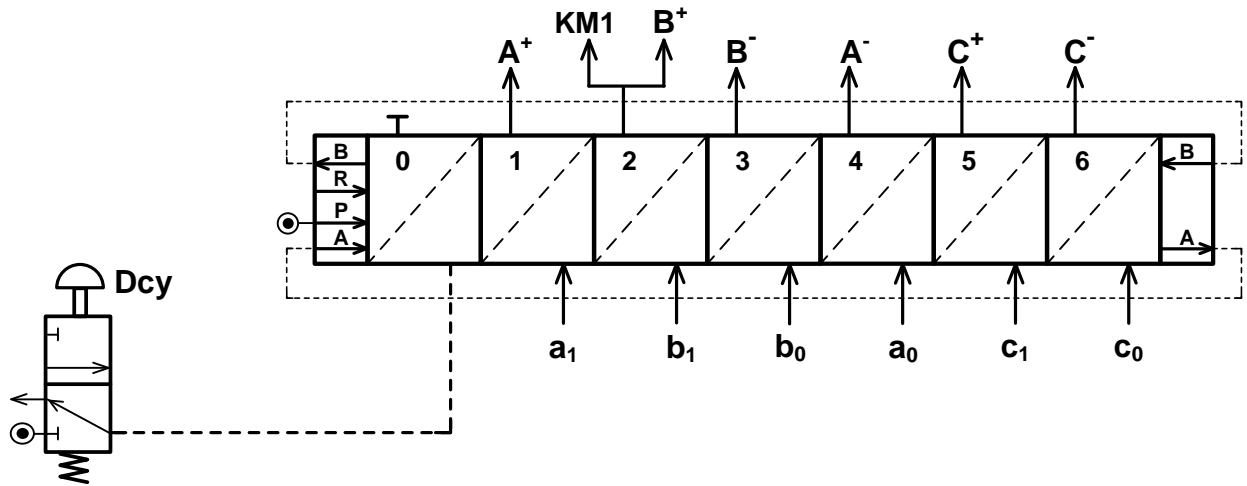 KM1 B⁺
A⁺ B⁻ A⁻ C⁺ C⁻
B 0 1 2 3 4 5 6 B
R
P
A A
Dcy
a₁ b₁ b₀ a₀ c₁ c₀